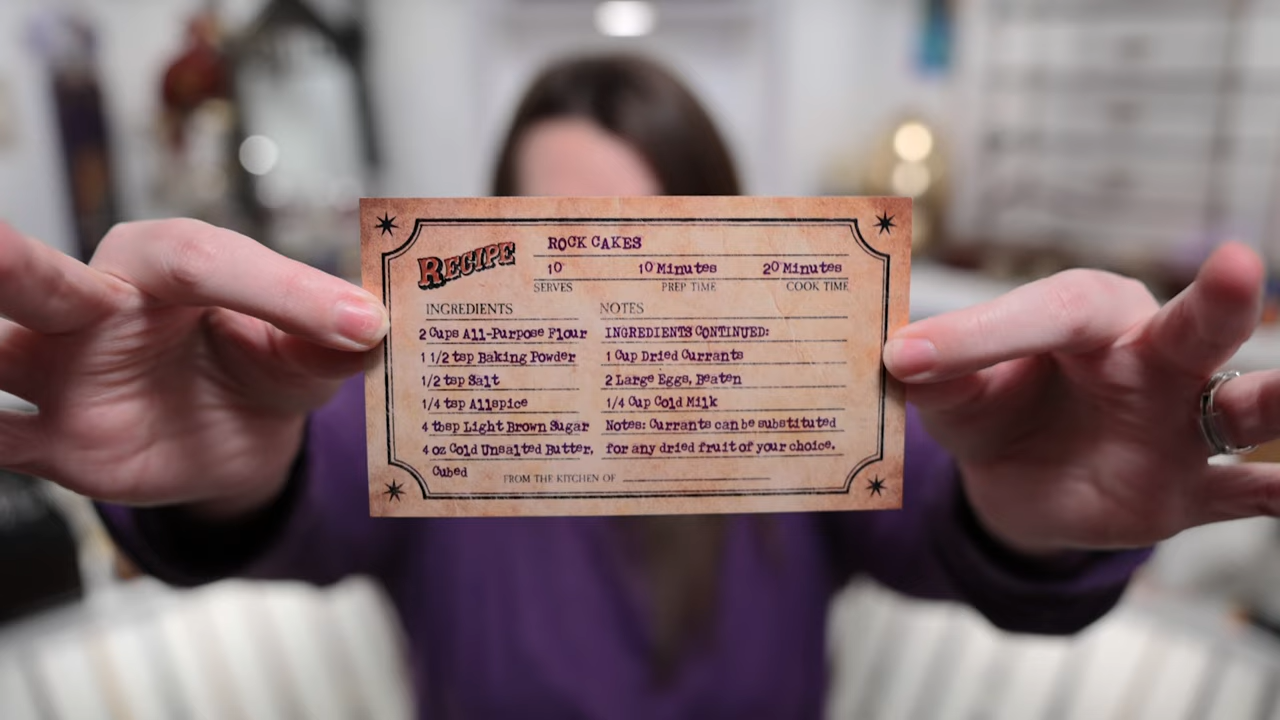 RECIPE
ROCK CAKES
10 10 Minutes 20 Minutes
SERVES PREP TIME COOK TIME
INGREDIENTS
2 Cups All-Purpose Flour
1 1/2 tsp Baking Powder
1/2 tsp Salt
1/4 tsp Allspice
4 tbsp Light Brown Sugar
4 oz Cold Unsalted Butter,
Cubed
NOTES
INGREDIENTS CONTINUED:
1 Cup Dried Currants
2 Large Eggs, Beaten
1/4 Cup Cold Milk
Notes: Currants can be substituted
for any dried fruit of your choice.
FROM THE KITCHEN OF